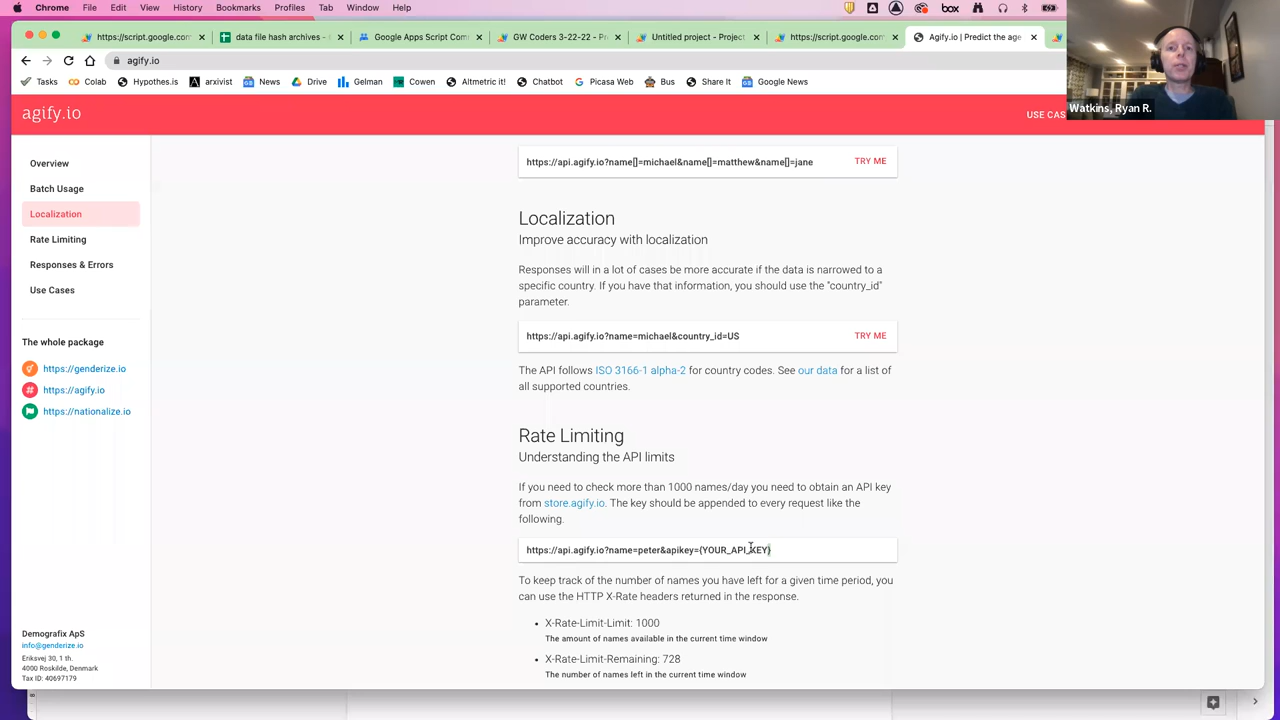 Chrome File Edit View History Bookmarks Profiles Tab Window Help
box
https://script.google.com
data file hash archives -
Google Apps Script Com
GW Coders 3-22-22 - Pr
Untitled project - Project
https://script.google.com
Agify.io | Predict the age
agify.io
Tasks Colab Hypothes.is arxivist News Drive Gelman Cowen Altmetric it! Chatbot Picasa Web Bus Share It Google News
Watkins, Ryan R.
agify.io
USE CAS
Overview
Batch Usage
Localization
Rate Limiting
Responses & Errors
Use Cases
The whole package
https://genderize.io
https://agify.io
https://nationalize.io
Demografix ApS
info@genderize.io
Eriksvej 30, 1 th.
4000 Roskilde, Denmark
Tax ID: 40697179
https://api.agify.io?name[]=michael&name[]=matthew&name[]=jane TRY ME
Localization
Improve accuracy with localization
Responses will in a lot of cases be more accurate if the data is narrowed to a
specific country. If you have that information, you should use the "country_id"
parameter.
https://api.agify.io?name=michael&country_id=US TRY ME
The API follows ISO 3166-1 alpha-2 for country codes. See our data for a list of
all supported countries.
Rate Limiting
Understanding the API limits
If you need to check more than 1000 names/day you need to obtain an API key
from store.agify.io. The key should be appended to every request like the
following.
https://api.agify.io?name=peter&apikey={YOUR_API_KEY}
To keep track of the number of names you have left for a given time period, you
can use the HTTP X-Rate headers returned in the response.
• X-Rate-Limit-Limit: 1000
The amount of names available in the current time window
• X-Rate-Limit-Remaining: 728
The number of names left in the current time window